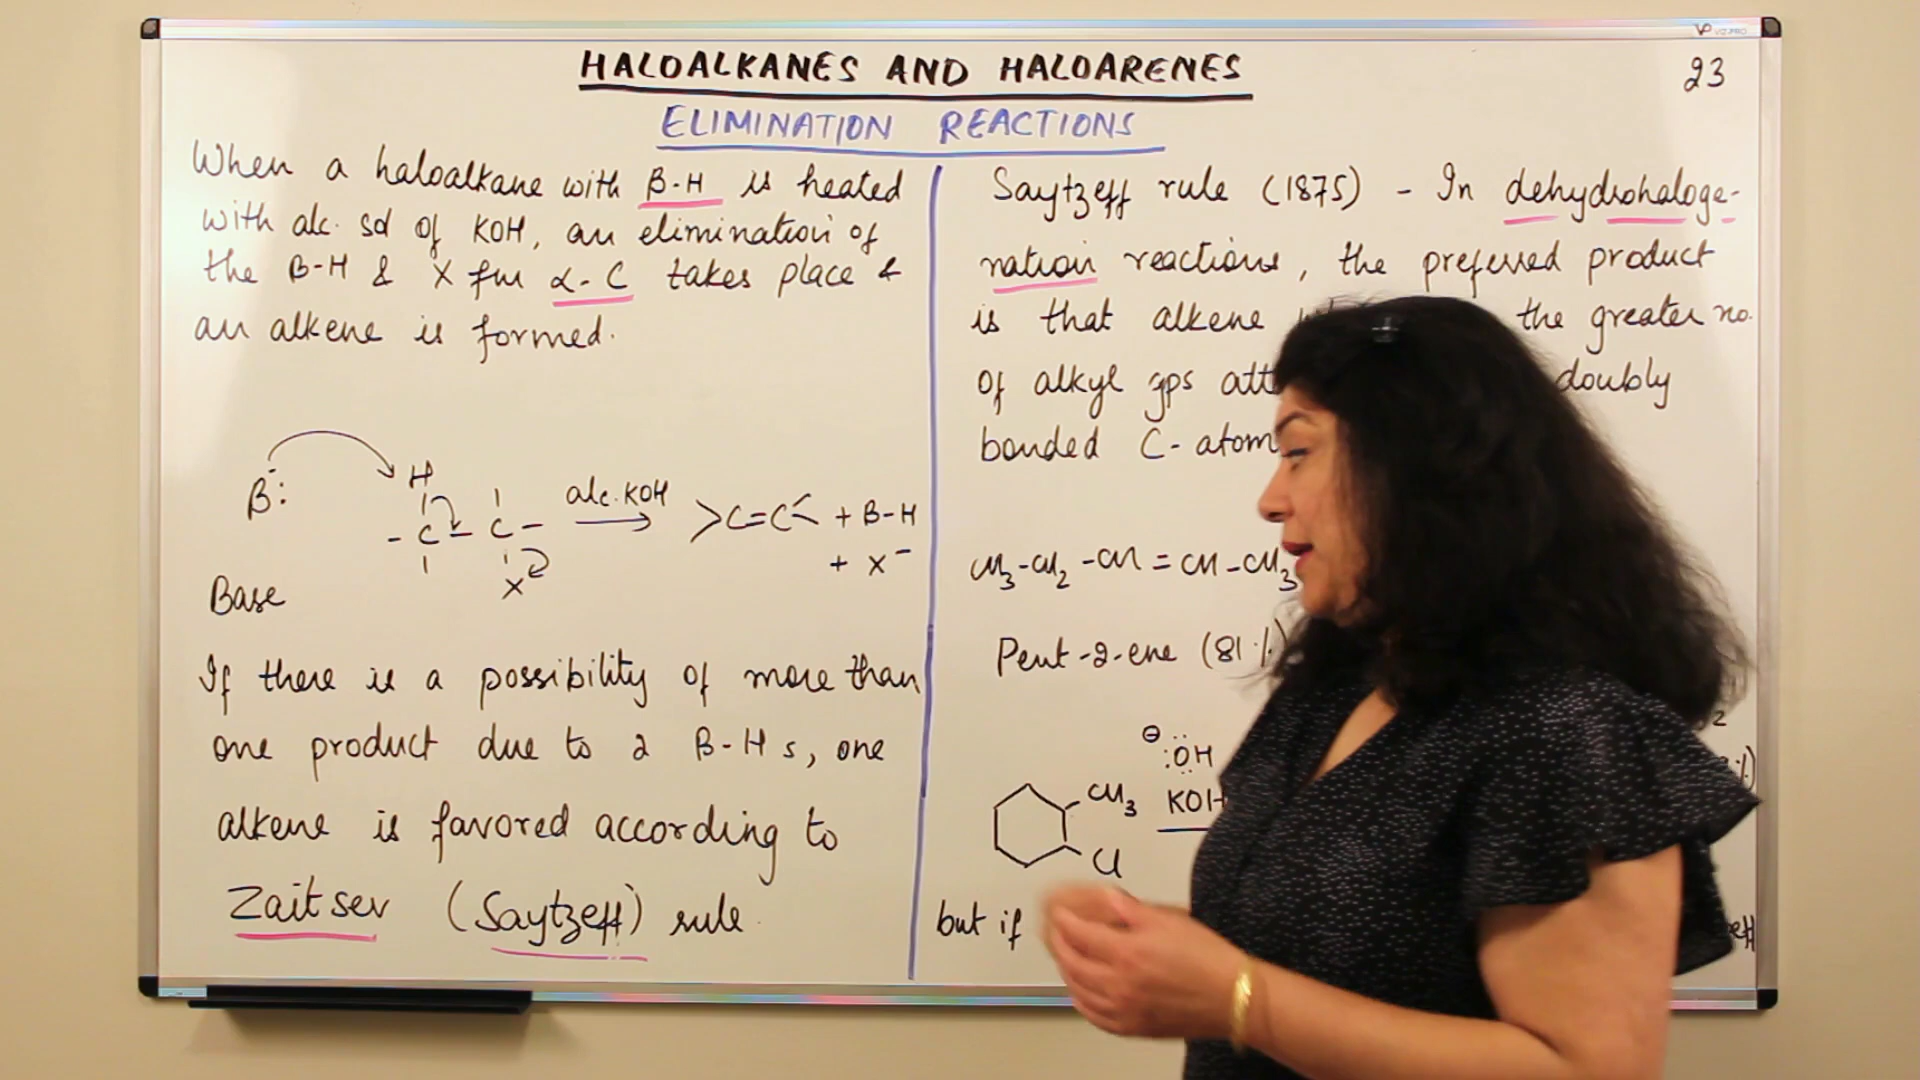 VIZ-PRO
HALOALKANES AND HALOARENES
23
ELIMINATION REACTIONS
When a haloalkane with β-H is heated
with alc. sol of KOH, an elimination of
the β-H & X fm α-C takes place &
an alkene is formed.
B:
H
-C-C-
X
alc. KOH
>C=C< + B-H
+ X⁻
Base
If there is a possibility of more than
one product due to 2 β-H s, one
alkene is favored according to
Zaitsev (Saytzeff) rule.
Saytzeff rule (1875) - In dehydrohaloge-
nation reactions, the preferred product
is that alkene the greater no.
of alkyl gps att doubly
bonded C-atom
CH₃-CH₂-CH=CH-CH₃
Pent-2-ene (81%)
2
%)
⊖
:ÖH
KOH
CH₃
Cl
but if
eff